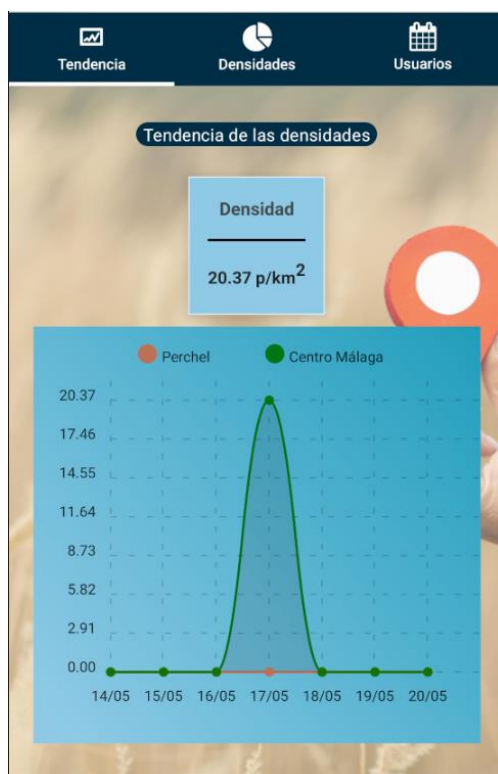 Tendencia Densidades Usuarios
Tendencia de las densidades
Densidad
20.37 p/km²
Perchel Centro Málaga
20.37
17.46
14.55
11.64
8.73
5.82
2.91
0.00
14/05 15/05 16/05 17/05 18/05 19/05 20/05